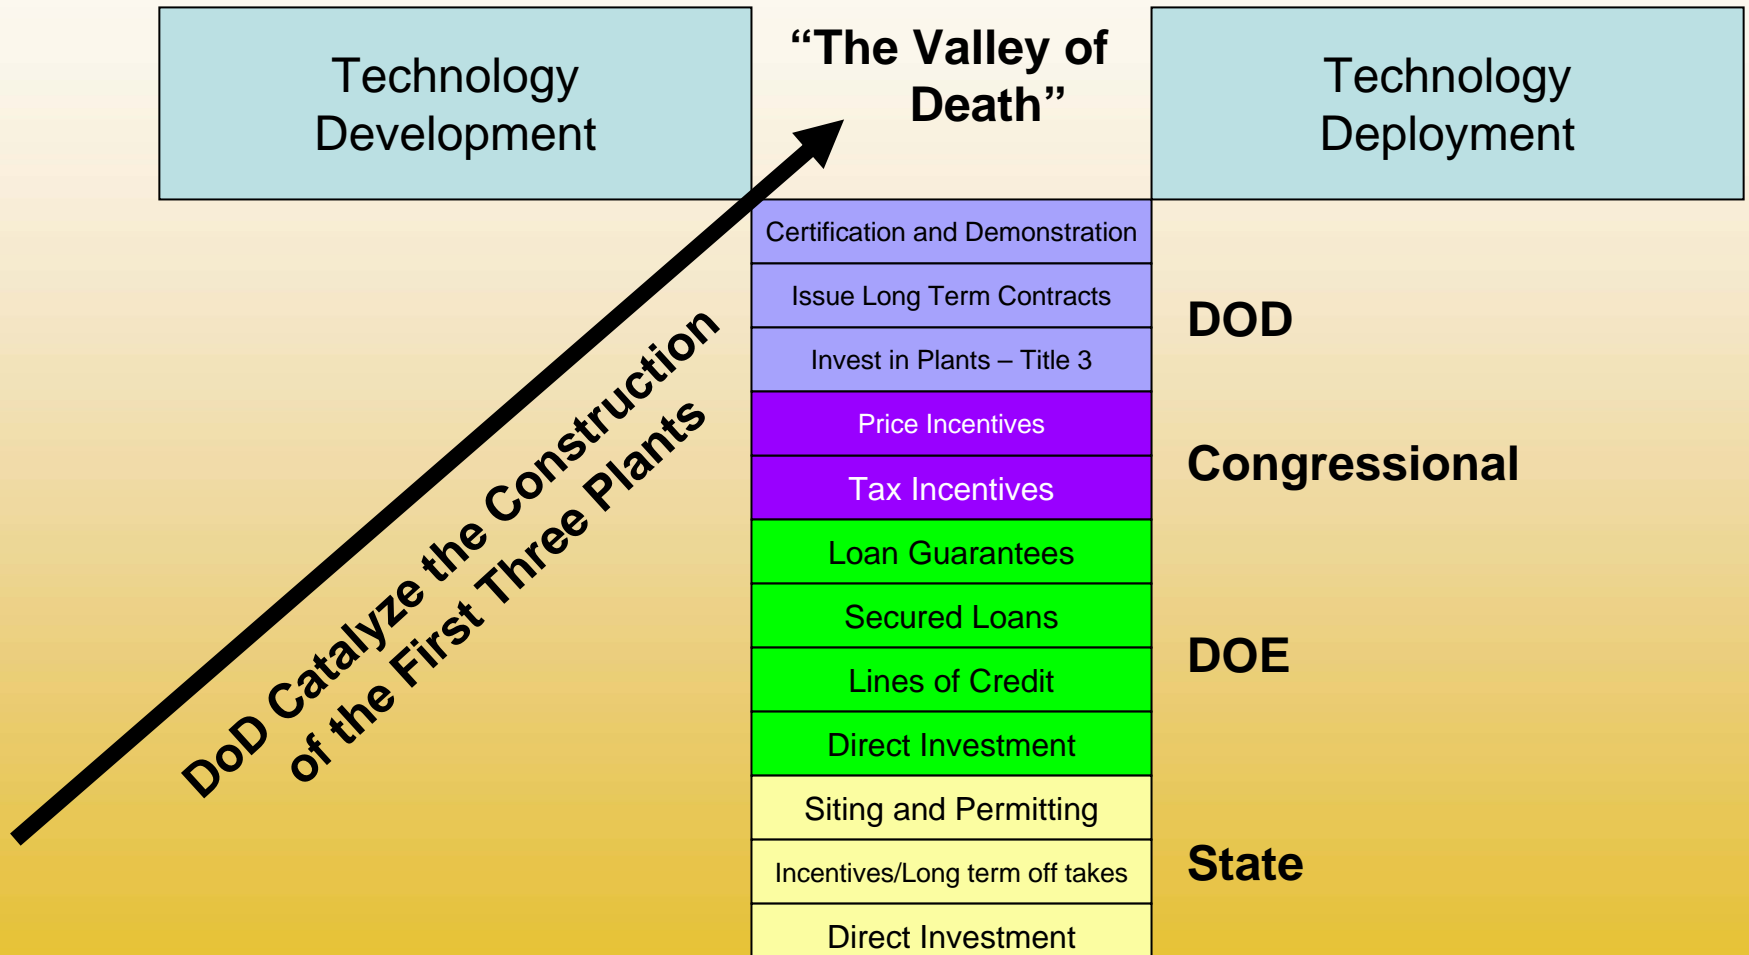 Technology
Development
“The Valley of
Death”
Technology
Deployment
DoD Catalyze the Construction
of the First Three Plants
Certification and Demonstration
Issue Long Term Contracts
Invest in Plants – Title 3
DOD
Price Incentives
Tax Incentives
Congressional
Loan Guarantees
Secured Loans
Lines of Credit
Direct Investment
DOE
Siting and Permitting
Incentives/Long term off takes
Direct Investment
State